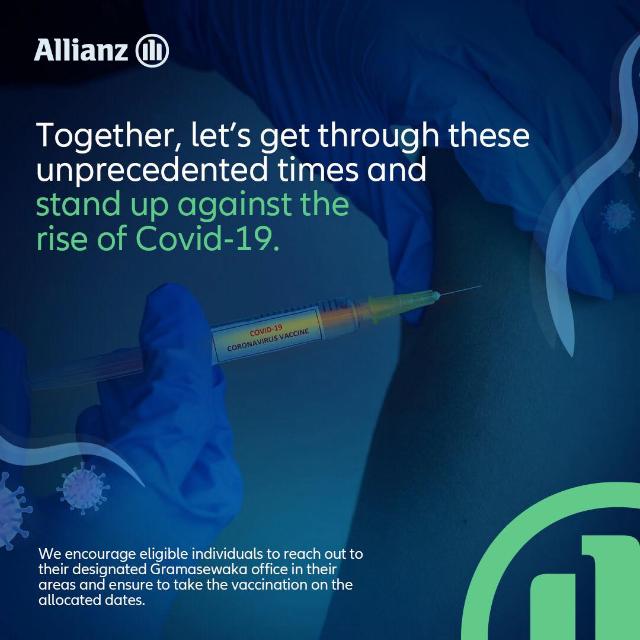 Allianz
Together, let's get through these
unprecedented times and
stand up against the
rise of Covid-19.
COVID-19
CORONAVIRUS VACCINE
We encourage eligible individuals to reach out to
their designated Gramasewaka office in their
areas and ensure to take the vaccination on the
allocated dates.